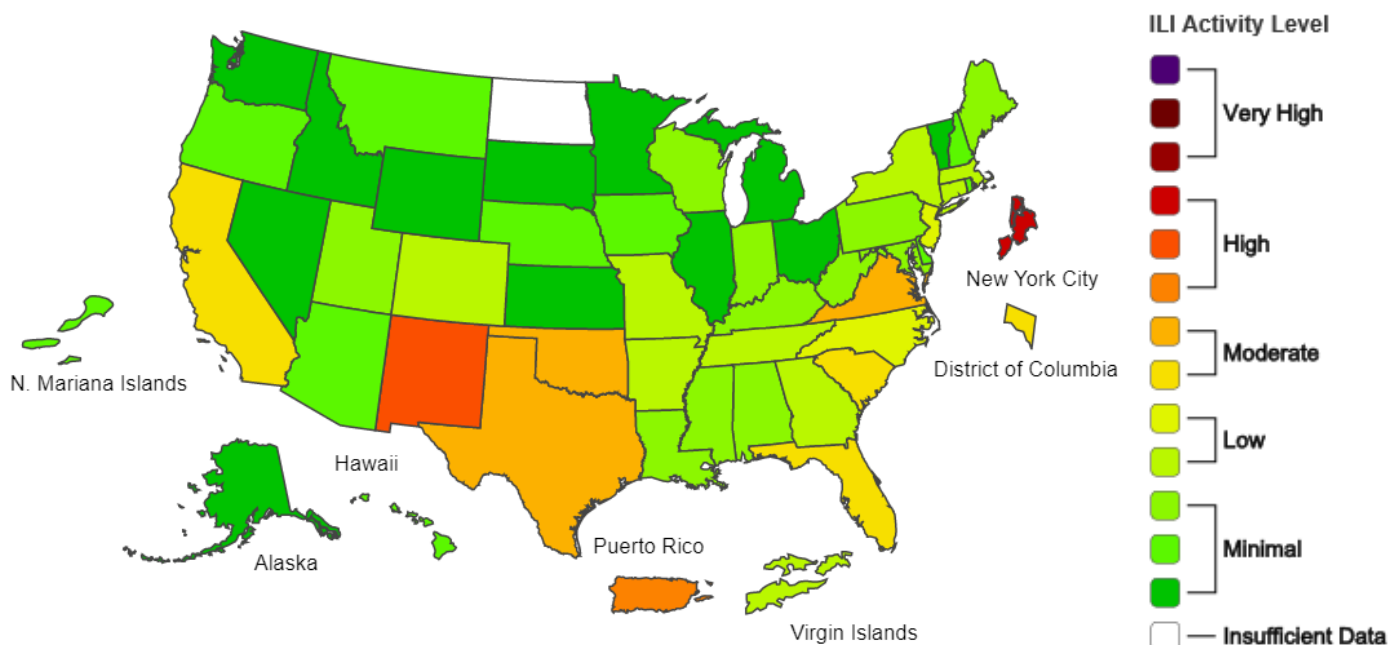 ILI Activity Level
Very High
High
New York City
Moderate
District of Columbia
N. Mariana Islands
Low
Hawaii
Puerto Rico
Minimal
Alaska
Virgin Islands
Insufficient Data